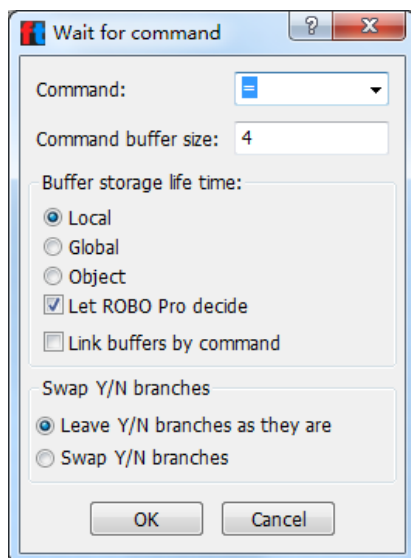 ft Wait for command
Command: =
Command buffer size: 4
Buffer storage life time:
Local
Global
Object
Let ROBO Pro decide
Link buffers by command
Swap Y/N branches
Leave Y/N branches as they are
Swap Y/N branches
OK Cancel